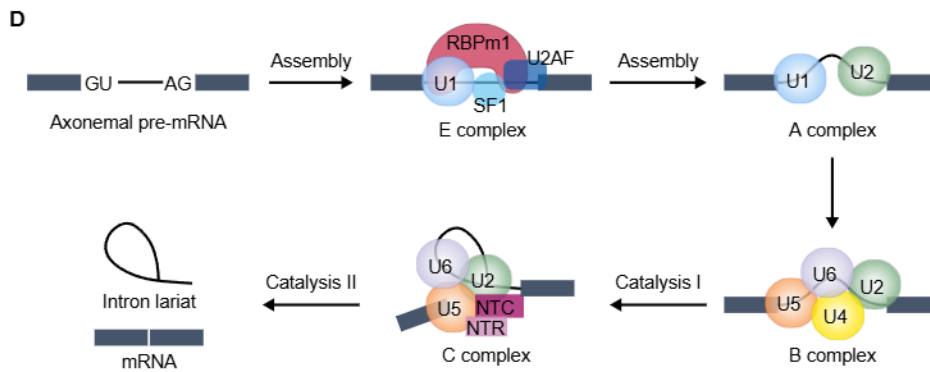 D
GU
AG
Axonemal pre-mRNA
Assembly
RBPm1
U2AF
U1
SF1
E complex
Assembly
U1
U2
A complex
Intron lariat
mRNA
Catalysis II
U6
U2
U5
NTC
NTR
C complex
Catalysis I
U6
U2
U5
U4
B complex